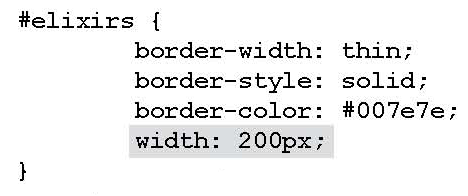 #elixirs {
border-width: thin;
border-style: solid;
border-color: #007e7e;
width: 200px;
}